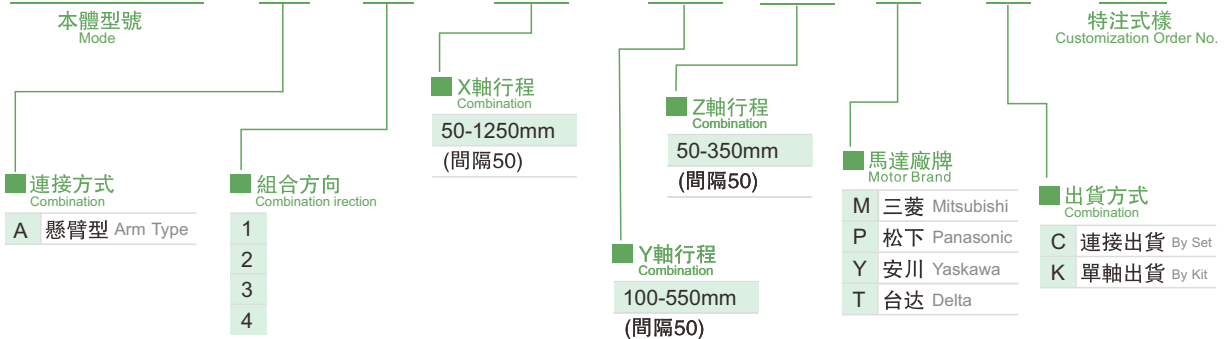 本體型號
Mode
特注式樣
Customization Order No.
X軸行程
Combination
50-1250mm
(間隔50)
Z軸行程
Combination
50-350mm
(間隔50)
馬達廠牌
Motor Brand
M 三菱 Mitsubishi
P 松下 Panasonic
Y 安川 Yaskawa
T 台达 Delta
連接方式
Combination
A 懸臂型 Arm Type
組合方向
Combination irection
1
2
3
4
出貨方式
Combination
C 連接出貨 By Set
K 單軸出貨 By Kit
Y軸行程
Combination
100-550mm
(間隔50)